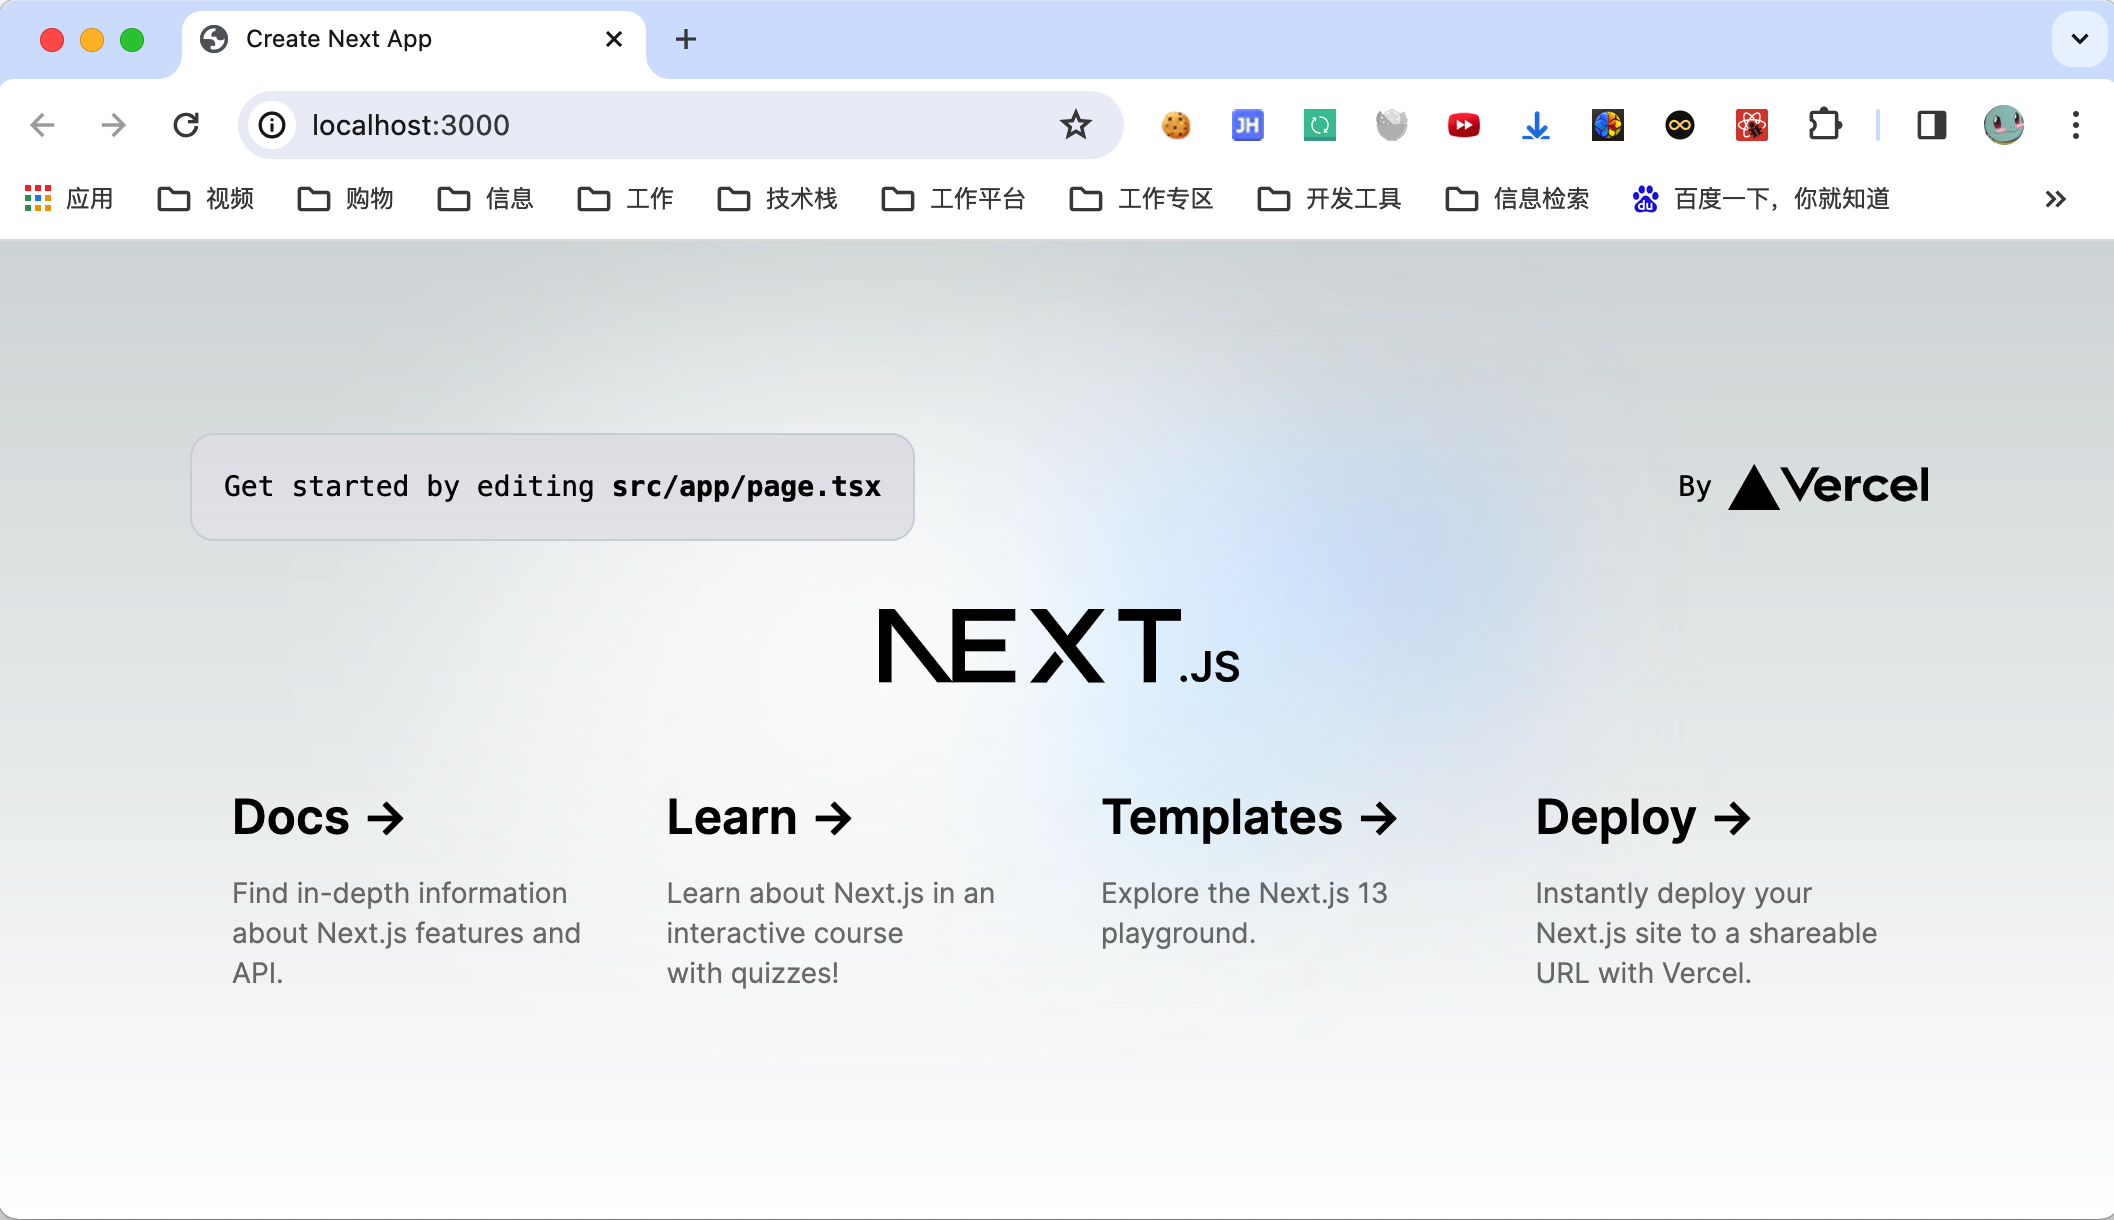 Create Next App
localhost:3000
JH
应用 视频 购物 信息 工作 技术栈 工作平台 工作专区 开发工具 信息检索 du 百度一下，你就知道
Get started by editing src/app/page.tsx
By Vercel
NEXT.JS
Docs → Learn → Templates → Deploy →
Find in-depth information
about Next.js features and
API.
Learn about Next.js in an
interactive course
with quizzes!
Explore the Next.js 13
playground.
Instantly deploy your
Next.js site to a shareable
URL with Vercel.